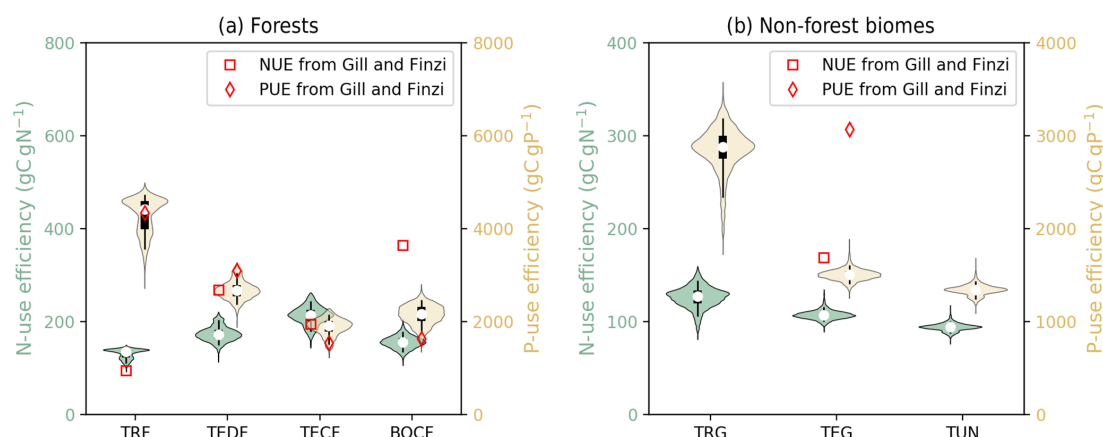 (a) Forests
(b) Non-forest biomes
800
600
400
200
0
N-use efficiency (gC gN⁻¹)
8000
6000
4000
2000
0
P-use efficiency (gC gP⁻¹)
NUE from Gill and Finzi
PUE from Gill and Finzi
TRF
TEDF
TECF
BOCF
400
300
200
100
0
N-use efficiency (gC gN⁻¹)
4000
3000
2000
1000
0
P-use efficiency (gC gP⁻¹)
NUE from Gill and Finzi
PUE from Gill and Finzi
TRG
TEG
TUN